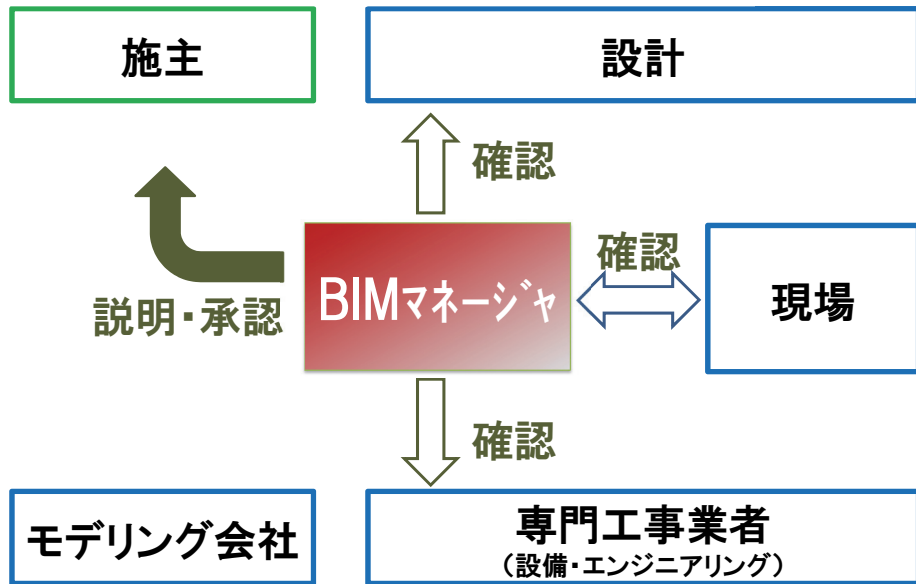 施主
設計
確認
確認
BIMマネージャ
現場
説明・承認
確認
モデリング会社
専門工事業者
（設備・エンジニアリング）